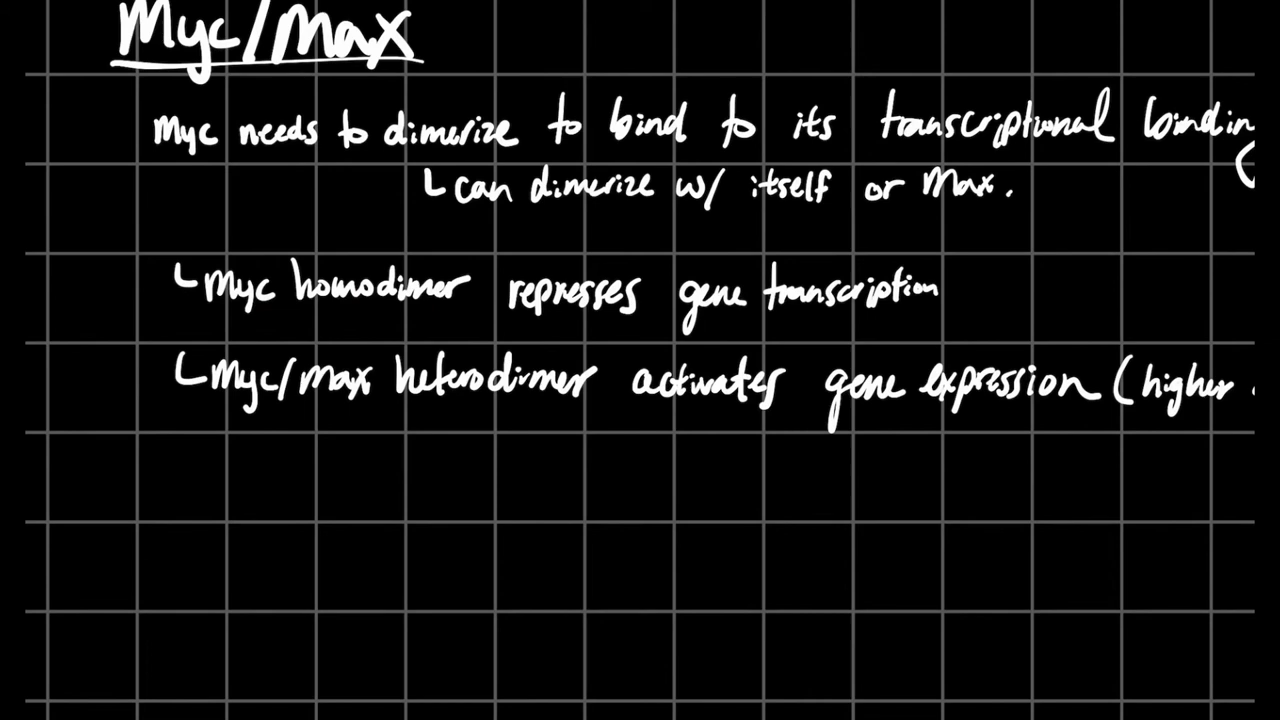 Myc/Max
Myc needs to dimerize to bind to its transcriptional bindin
└ can dimerize w/ itself or Max.
└ Myc homodimer represses gene transcription
└ Myc/Max heterodimer activates gene expression (higher